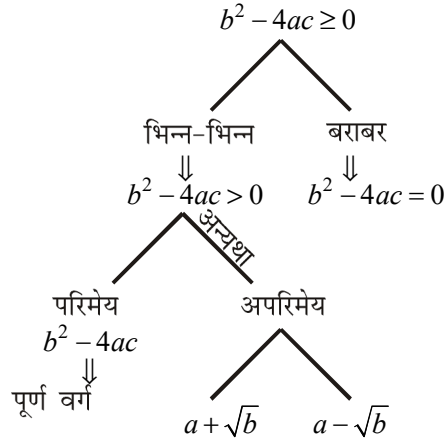 b² − 4ac ≥ 0
भिन्न-भिन्न बराबर
⇓ ⇓
b² − 4ac > 0 b² − 4ac = 0
अन्यथा
परिमेय अपरिमेय
b² − 4ac
⇓
पूर्ण वर्ग
a + √b a − √b